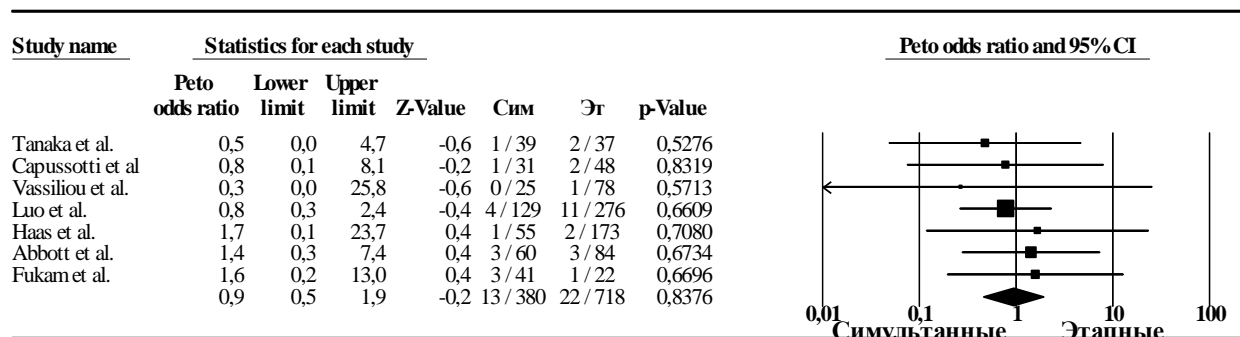 Study name Statistics for each study Peto odds ratio and 95% CI
Peto Lower Upper
odds ratio limit limit Z-Value Сим Эт p-Value
Tanaka et al. 0,5 0,0 4,7 -0,6 1 / 39 2 / 37 0,5276
Capussotti et al 0,8 0,1 8,1 -0,2 1 / 31 2 / 48 0,8319
Vassiliou et al. 0,3 0,0 25,8 -0,6 0 / 25 1 / 78 0,5713
Luo et al. 0,8 0,3 2,4 -0,4 4 / 129 11 / 276 0,6609
Haas et al. 1,7 0,1 23,7 0,4 1 / 55 2 / 173 0,7080
Abbott et al. 1,4 0,3 7,4 0,4 3 / 60 3 / 84 0,6734
Fukam et al. 1,6 0,2 13,0 0,4 3 / 41 1 / 22 0,6696
0,9 0,5 1,9 -0,2 13 / 380 22 / 718 0,8376
0,01 0,1 1 10 100
Симультанные Этапные